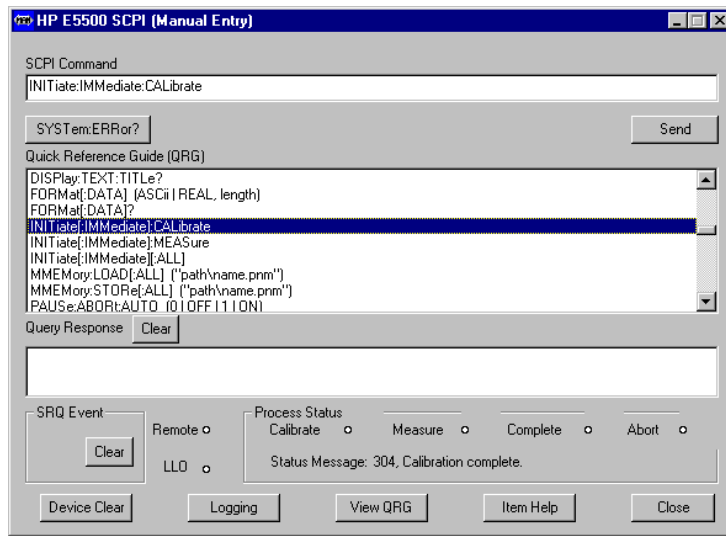 HP E5500 SCPI (Manual Entry)
SCPI Command
INITiate:IMMediate:CALibrate
SYSTem:ERRor?
Send
Quick Reference Guide (QRG)
DISPlay:TEXT:TITLe?
FORMat[:DATA] (ASCii | REAL, length)
FORMat[:DATA]?
INITiate[:IMMediate]:CALibrate
INITiate[:IMMediate]:MEASure
INITiate[:IMMediate][:ALL]
MMEMory:LOAD[:ALL] ("path\name.pnm")
MMEMory:STORe[:ALL] ("path\name.pnm")
PAUSe:ABORt:AUTO (0 | OFF | 1 | ON)
Query Response
Clear
SRQ Event
Clear
Remote
LLO
Process Status
Calibrate
Measure
Complete
Abort
Status Message: 304, Calibration complete.
Device Clear
Logging
View QRG
Item Help
Close